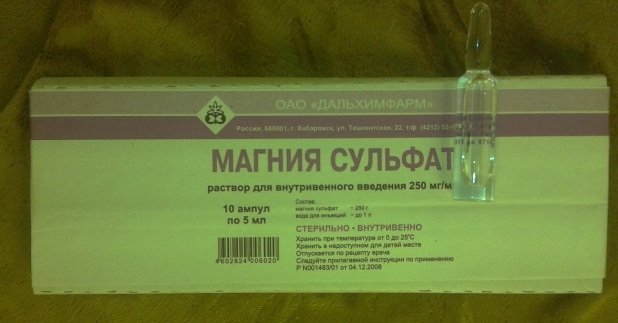 ОАО «ДАЛЬХИМФАРМ»
Россия, 680001, г. Хабаровск, ул. Ташкентская, 22, т/ф (4212)
МАГНИЯ СУЛЬФАТ
раствор для внутривенного введения 250 мг/м
10 ампул
по 5 мл
Состав:
магния сульфат – 250 г
вода для инъекций – до 1 л
СТЕРИЛЬНО • ВНУТРИВЕННО
Хранить при температуре от 0 до 25°С
Хранить в недоступном для детей месте
Отпускается по рецепту врача
Следуйте прилагаемой инструкции по применению
Р N001483/01 от 04.12.2008
4602824006020